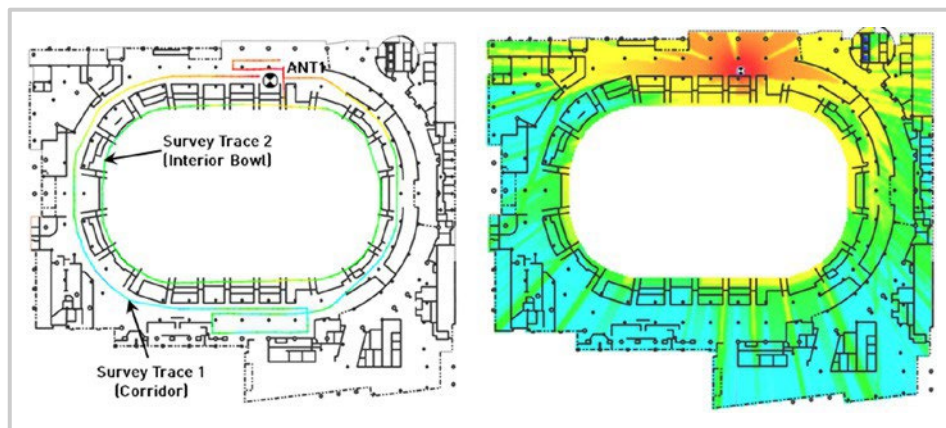 ANT1
Survey Trace 2
(Interior Bowl)
Survey Trace 1
(Corridor)